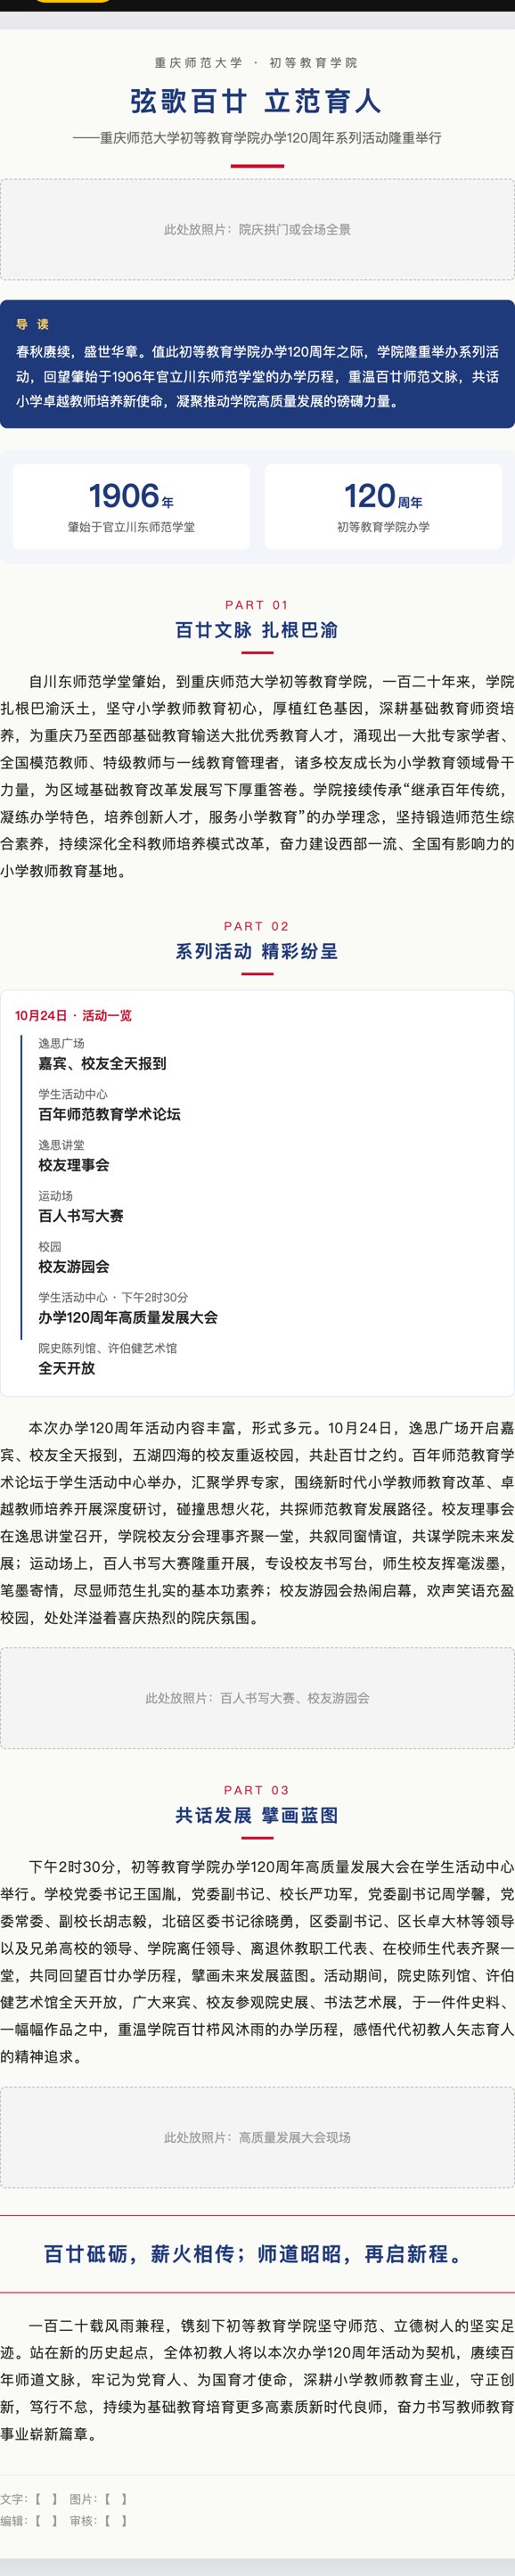 重庆师范大学 · 初等教育学院
弦歌百廿 立范育人
——重庆师范大学初等教育学院办学120周年系列活动隆重举行
此处放照片：院庆拱门或会场全景
导 读
春秋赓续，盛世华章。值此初等教育学院办学120周年之际，学院隆重举办系列活
动，回望肇始于1906年官立川东师范学堂的办学历程，重温百廿师范文脉，共话
小学卓越教师培养新使命，凝聚推动学院高质量发展的磅礴力量。
1906年
肇始于官立川东师范学堂
120周年
初等教育学院办学
PART 01
百廿文脉 扎根巴渝
自川东师范学堂肇始，到重庆师范大学初等教育学院，一百二十年来，学院
扎根巴渝沃土，坚守小学教师教育初心，厚植红色基因，深耕基础教育师资培
养，为重庆乃至西部基础教育输送大批优秀教育人才，涌现出一大批专家学者、
全国模范教师、特级教师与一线教育管理者，诸多校友成长为小学教育领域骨干
力量，为区域基础教育改革发展写下厚重答卷。学院接续传承“继承百年传统，
凝练办学特色，培养创新人才，服务小学教育”的办学理念，坚持锻造师范生综
合素养，持续深化全科教师培养模式改革，奋力建设西部一流、全国有影响力的
小学教师教育基地。
PART 02
系列活动 精彩纷呈
10月24日 · 活动一览
逸思广场
嘉宾、校友全天报到
学生活动中心
百年师范教育学术论坛
逸思讲堂
校友理事会
运动场
百人书写大赛
校园
校友游园会
学生活动中心 · 下午2时30分
办学120周年高质量发展大会
院史陈列馆、许伯健艺术馆
全天开放
本次办学120周年活动内容丰富，形式多元。10月24日，逸思广场开启嘉
宾、校友全天报到，五湖四海的校友重返校园，共赴百廿之约。百年师范教育学
术论坛于学生活动中心举办，汇聚学界专家，围绕新时代小学教师教育改革、卓
越教师培养开展深度研讨，碰撞思想火花，共探师范教育发展路径。校友理事会
在逸思讲堂召开，学院校友分会理事齐聚一堂，共叙同窗情谊，共谋学院未来发
展；运动场上，百人书写大赛隆重开展，专设校友书写台，师生校友挥毫泼墨，
笔墨寄情，尽显师范生扎实的基本功素养；校友游园会热闹启幕，欢声笑语充盈
校园，处处洋溢着喜庆热烈的院庆氛围。
此处放照片：百人书写大赛、校友游园会
PART 03
共话发展 擘画蓝图
下午2时30分，初等教育学院办学120周年高质量发展大会在学生活动中心
举行。学校党委书记王国胤，党委副书记、校长严功军，党委副书记周学馨，党
委常委、副校长胡志毅，北碚区委书记徐晓勇，区委副书记、区长卓大林等领导
以及兄弟高校的领导、学院离任领导、离退休教职工代表、在校师生代表齐聚一
堂，共同回望百廿办学历程，擘画未来发展蓝图。活动期间，院史陈列馆、许伯
健艺术馆全天开放，广大来宾、校友参观院史展、书法艺术展，于一件件史料、
一幅幅作品之中，重温学院百廿栉风沐雨的办学历程，感悟代代初教人矢志育人
的精神追求。
此处放照片：高质量发展大会现场
百廿砥砺，薪火相传；师道昭昭，再启新程。
一百二十载风雨兼程，镌刻下初等教育学院坚守师范、立德树人的坚实足
迹。站在新的历史起点，全体初教人将以本次办学120周年活动为契机，赓续百
年师道文脉，牢记为党育人、为国育才使命，深耕小学教师教育主业，守正创
新，笃行不怠，持续为基础教育培育更多高素质新时代良师，奋力书写教师教育
事业崭新篇章。
文字：【 】 图片：【 】
编辑：【 】 审核：【 】